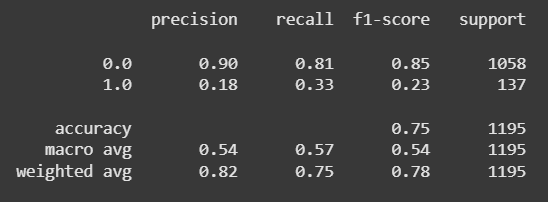 precision recall f1-score support
0.0 0.90 0.81 0.85 1058
1.0 0.18 0.33 0.23 137
accuracy 0.75 1195
macro avg 0.54 0.57 0.54 1195
weighted avg 0.82 0.75 0.78 1195